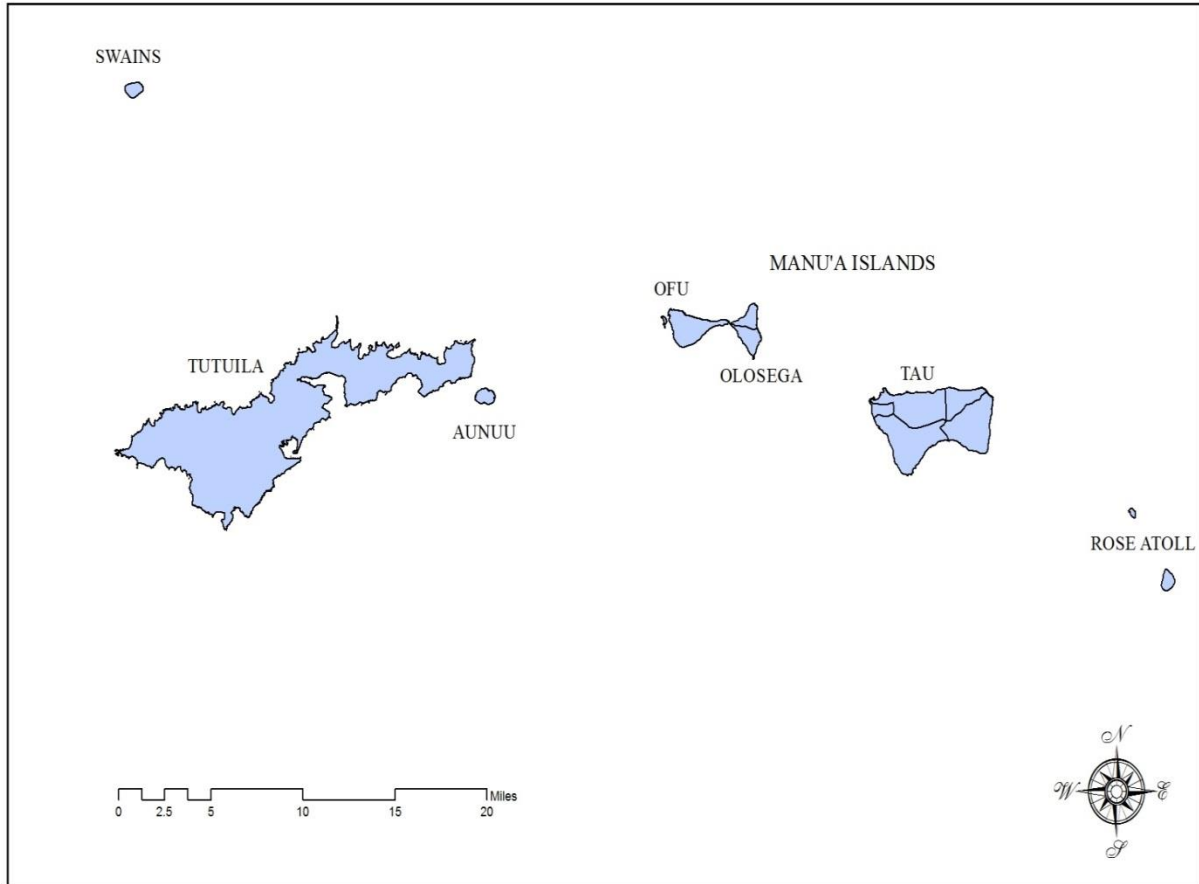 SWAINS
MANU'A ISLANDS
OFU
TUTUILA
OLOSEGA
TAU
AUNUU
ROSE ATOLL
N
W E
S
Miles
0 2.5 5 10 15 20